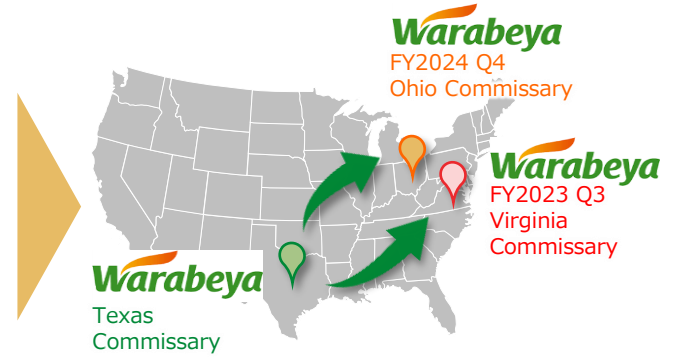 Warabeya
FY2024 Q4
Ohio Commissary
Warabeya
FY2023 Q3
Virginia
Commissary
Warabeya
Texas
Commissary